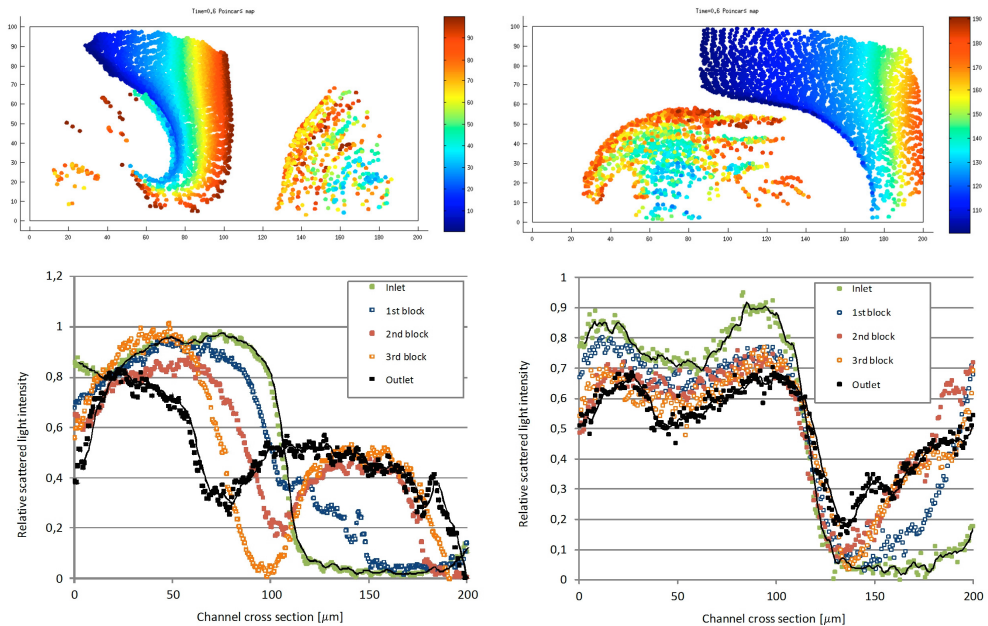 Time=0.6 Poincaré map
100
90
80
70
60
50
40
30
20
10
0
0 20 40 60 80 100 120 140 160 180 200
90
80
70
60
50
40
30
20
10
Time=0.6 Poincaré map
100
90
80
70
60
50
40
30
20
10
0
0 20 40 60 80 100 120 140 160 180 200
190
180
170
160
150
140
130
120
110
1,2
1
0,8
0,6
0,4
0,2
0
0 50 100 150 200
Relative scattered light intensity
Channel cross section [μm]
Inlet
1st block
2nd block
3rd block
Outlet
1
0,9
0,8
0,7
0,6
0,5
0,4
0,3
0,2
0,1
0
0 50 100 150 200
Relative scattered light intensity
Channel cross section [μm]
Inlet
1st block
2nd block
3rd block
Outlet